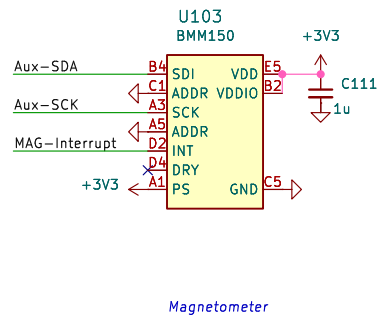 U103
BMM150
+3V3
Aux-SDA
B4
SDI
VDD
E5
C1
ADDR
VDDIO
B2
C111
1u
Aux-SCK
A3
SCK
A5
ADDR
MAG-Interrupt
D2
INT
D4
DRY
+3V3
A1
PS
GND
C5
Magnetometer